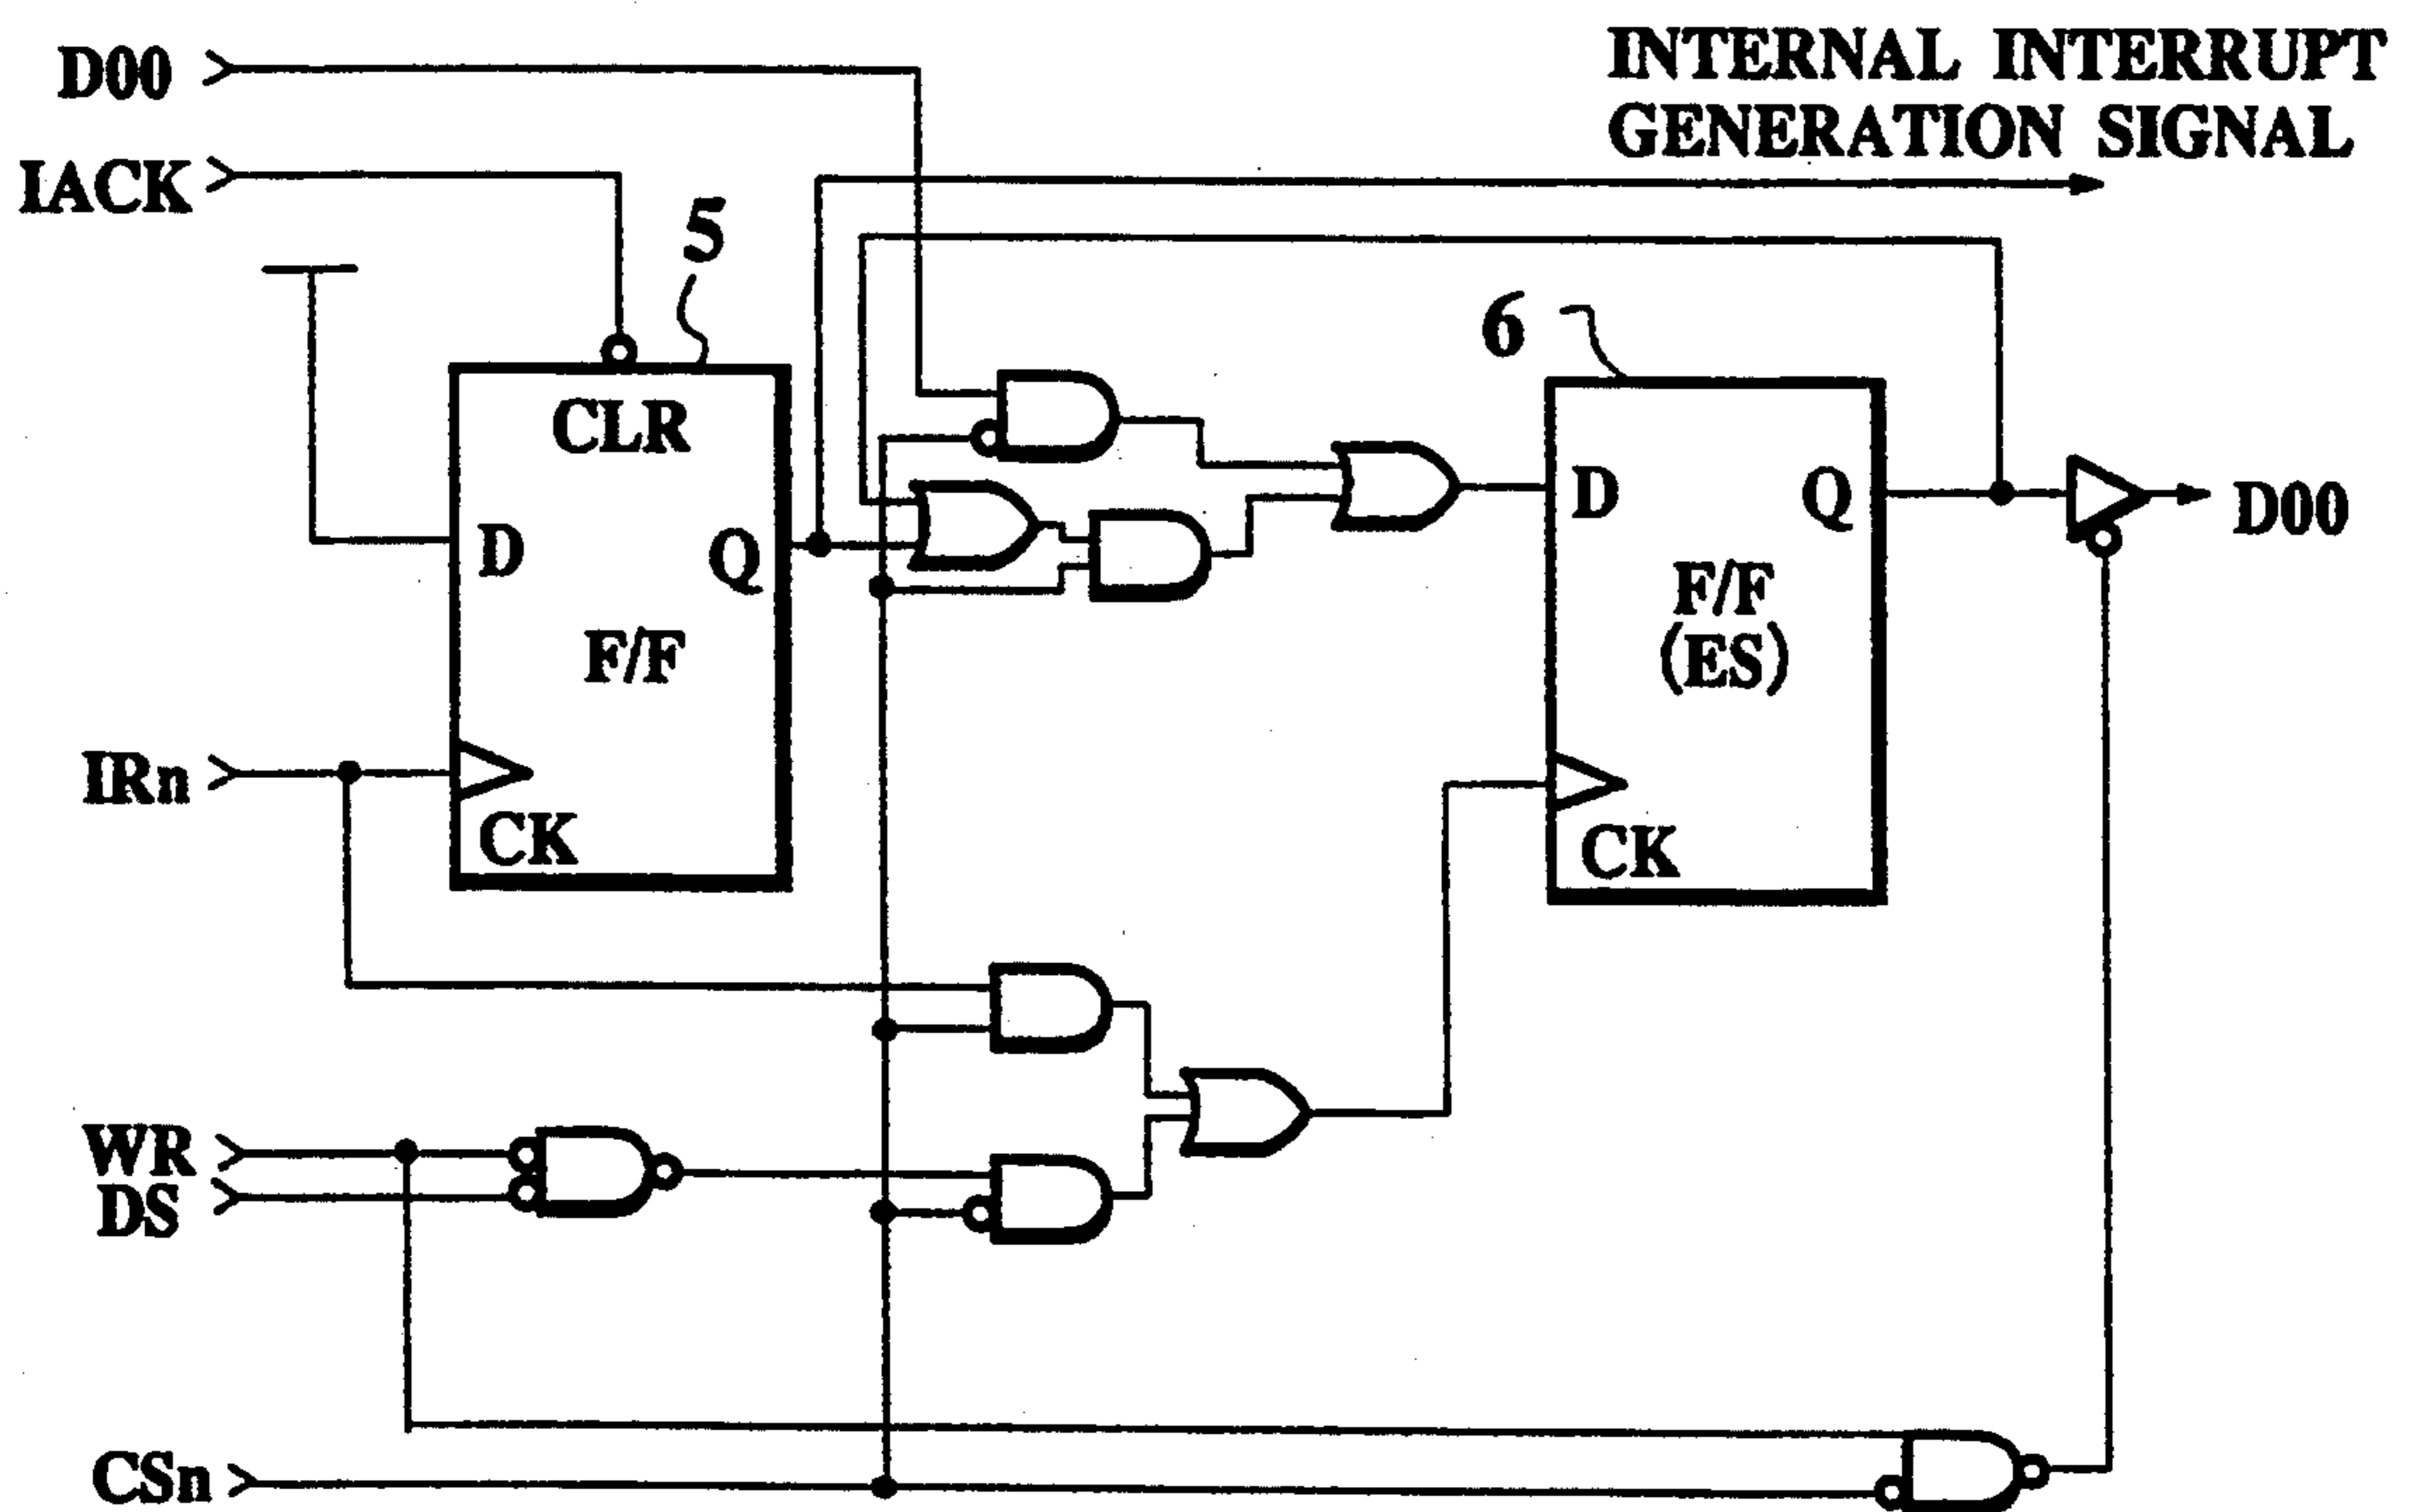 D00
INTERNAL INTERRUPT
GENERATION SIGNAL
IACK
5
6
CLR
D
Q
F/F
CK
D
Q
F/F
(ES)
CK
D00
IRn
WR
DS
CSn